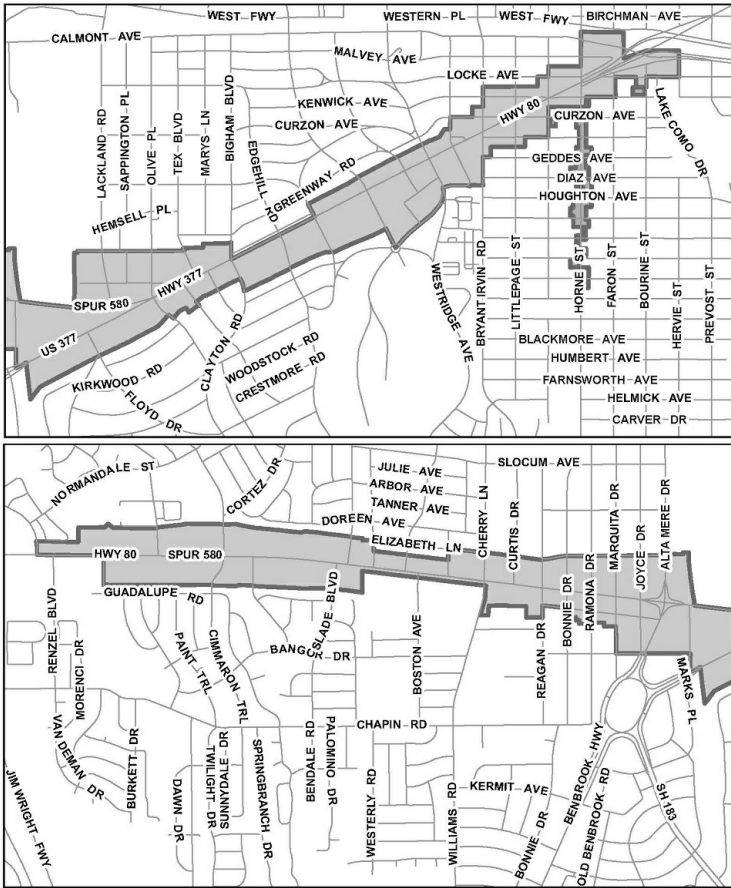 WEST FWY
WESTERN PL
WEST FWY
BIRCHMAN AVE
CALMONT AVE
MALVEY AVE
LOCKE AVE
LACKLAND RD
SAPPINGTON PL
OLIVE PL
TEX BLVD
MARYS LN
BIGHAM BLVD
KENWICK AVE
CURZON AVE
EDGEHILL RD
GREENWAY RD
HWY 80
CURZON AVE
LAKE COMO DR
GEDDES AVE
DIAZ AVE
HOUGHTON AVE
HEMSELL PL
SPUR 580
HWY 377
US 377
WESTRIDGE AVE
BRYANT IRVIN RD
LITTLEPAGE ST
HORNE ST
FARON ST
BOURINE ST
HERVIE ST
PREVOST ST
KIRKWOOD RD
FLOYD DR
CLAYTON RD
WOODSTOCK RD
CRESTMORE RD
BLACKMORE AVE
HUMBERT AVE
FARNSWORTH AVE
HELMICK AVE
CARVER DR
NORMANDALE ST
CORTEZ DR
JULIE AVE
ARBOR AVE
TANNER AVE
DOREEN AVE
ELIZABETH LN
SLOCUM AVE
CHERRY LN
CURTIS DR
MARQUITA DR
JOYCE DR
ALTA MERE DR
HWY 80
SPUR 580
GUADALUPE RD
RENZEL BLVD
MORENCI DR
PAINT TRL
CIMMARON TRL
BANGOR DR
SLADE BLVD
BOSTON AVE
REAGAN DR
BONNIE DR
RAMONA DR
MARKS PL
CHAPIN RD
VAN DEMAN DR
BURKETT DR
DAWN DR
TWILIGHT DR
SUNNYDALE DR
SPRINGBRANCH DR
BENDALE RD
PALOMINO DR
WESTERLY RD
WILLIAMS RD
KERMIT AVE
BONNIE DR
BENBROOK HWY
OLD BENBROOK RD
SH 183
JIM WRIGHT FWY